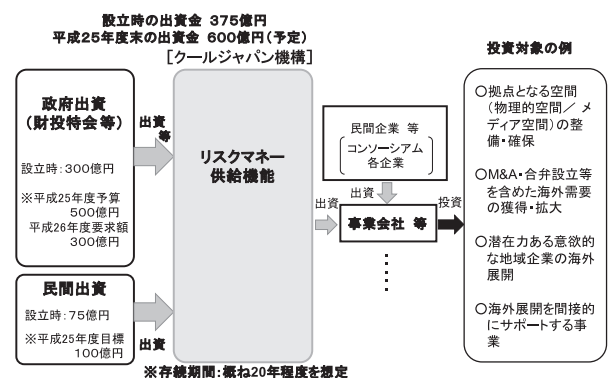 設立時の出資金 375億円
平成25年度末の出資金 600億円(予定)
[クールジャパン機構]
政府出資
(財投特会等)
設立時:300億円
※平成25年度予算
500億円
平成26年度要求額
300億円
出資
等
民間出資
設立時:75億円
※平成25年度目標
100億円
出資
リスクマネー
供給機能
※存続期間:概ね20年程度を想定
民間企業 等
コンソーシアム
各企業
出資
出資
事業会社 等
投資
投資対象の例
○拠点となる空間
(物理的空間/メ
ディア空間)の整
備・確保
○M&A・合弁設立等
を含めた海外需要
の獲得・拡大
○潜在力ある意欲的
な地域企業の海外
展開
○海外展開を間接的
にサポートする事
業